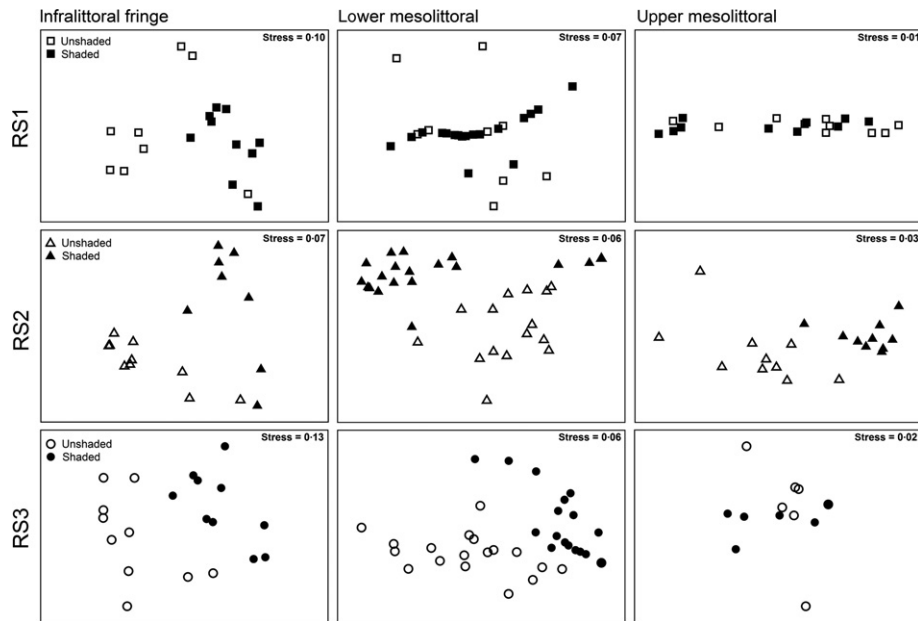 Infralittoral fringe Lower mesolittoral Upper mesolittoral
RS1
Unshaded
Shaded
Stress = 0·10
Stress = 0·07
Stress = 0·01
RS2
Unshaded
Shaded
Stress = 0·07
Stress = 0·06
Stress = 0·03
RS3
Unshaded
Shaded
Stress = 0·13
Stress = 0·06
Stress = 0·02